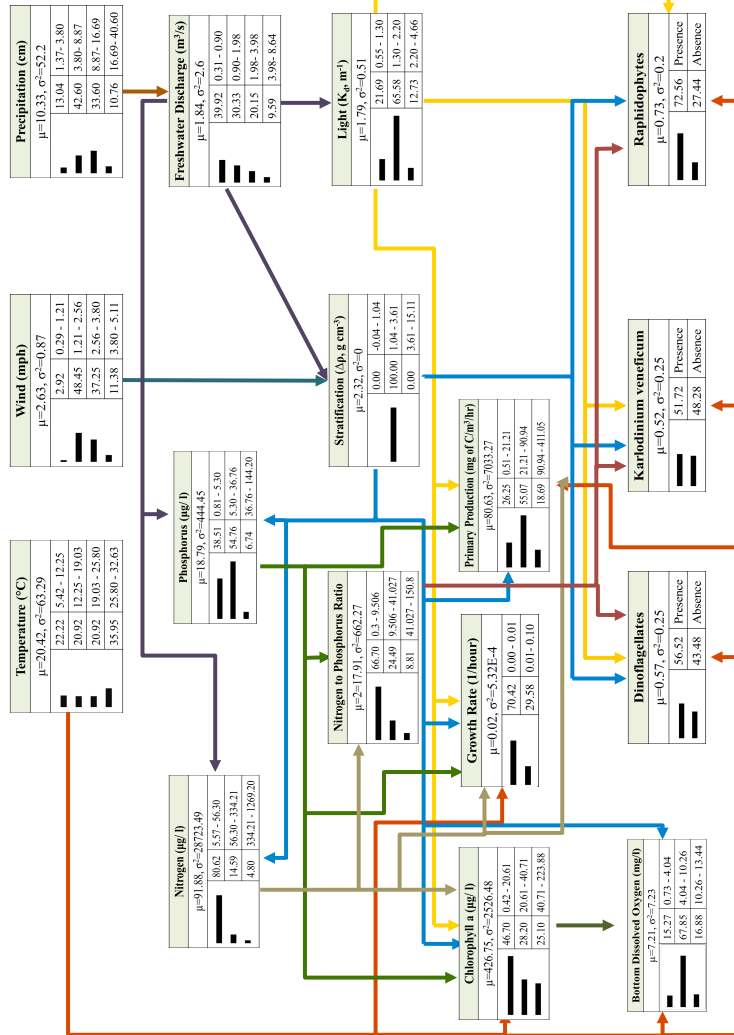 Temperature (°C)
μ=20.42, σ²=63.29
22.22 5.42 - 12.25
20.92 12.25 - 19.03
20.92 19.03 - 25.80
35.95 25.80 - 32.63
Wind (mph)
μ=2.63, σ²=0.87
2.92 0.29 - 1.21
48.45 1.21 - 2.56
37.25 2.56 - 3.80
11.38 3.80 - 5.11
Precipitation (cm)
μ=10.33, σ²=52.2
13.04 1.37- 3.80
42.60 3.80- 8.87
33.60 8.87- 16.69
10.76 16.69- 40.60
Nitrogen (μg/ l)
μ=91.88, σ²=28723.49
80.62 5.57 - 56.30
14.59 56.30 - 334.21
4.80 334.21 - 1269.20
Phosphorus (μg/ l)
μ=18.79, σ²=444.45
38.51 0.81 - 5.30
54.76 5.30 - 36.76
6.74 36.76 - 144.20
Freshwater Discharge (m³/s)
μ=1.84, σ²=2.6
39.92 0.31 - 0.90
30.33 0.90- 1.98
20.15 1.98- 3.98
9.59 3.98- 8.64
Nitrogen to Phosphorus Ratio
μ=2=17.91, σ²=662.27
66.70 0.3 - 9.506
24.49 9.506 - 41.027
8.81 41.027 - 150.8
Stratification (Δρ, g cm⁻³)
μ=2.32, σ²=0
0.00 -0.04 - 1.04
100.00 1.04 - 3.61
0.00 3.61 - 15.11
Light (Kd, m⁻¹)
μ=1.79, σ²=0.51
21.69 0.55 - 1.30
65.58 1.30 - 2.20
12.73 2.20 - 4.66
Chlorophyll a (μg/ l)
μ=426.75, σ²=2526.48
46.70 0.42 - 20.61
28.20 20.61 - 40.71
25.10 40.71 - 223.88
Growth Rate (1/hour)
μ=0.02, σ²=5.32E-4
70.42 0.00 - 0.01
29.58 0.01- 0.10
Primary Production (mg of C/m³/hr)
μ=80.63, σ²=7033.27
26.25 0.51 - 21.21
55.07 21.21 - 90.94
18.69 90.94 - 411.05
Bottom Dissolved Oxygen (mg/l)
μ=7.21, σ²=7.23
15.27 0.73 - 4.04
67.85 4.04 - 10.26
16.88 10.26 - 13.44
Dinoflagellates
μ=0.57, σ²=0.25
56.52 Presence
43.48 Absence
Karlodinium veneficum
μ=0.52, σ²=0.25
51.72 Presence
48.28 Absence
Raphidophytes
μ=0.73, σ²=0.2
72.56 Presence
27.44 Absence